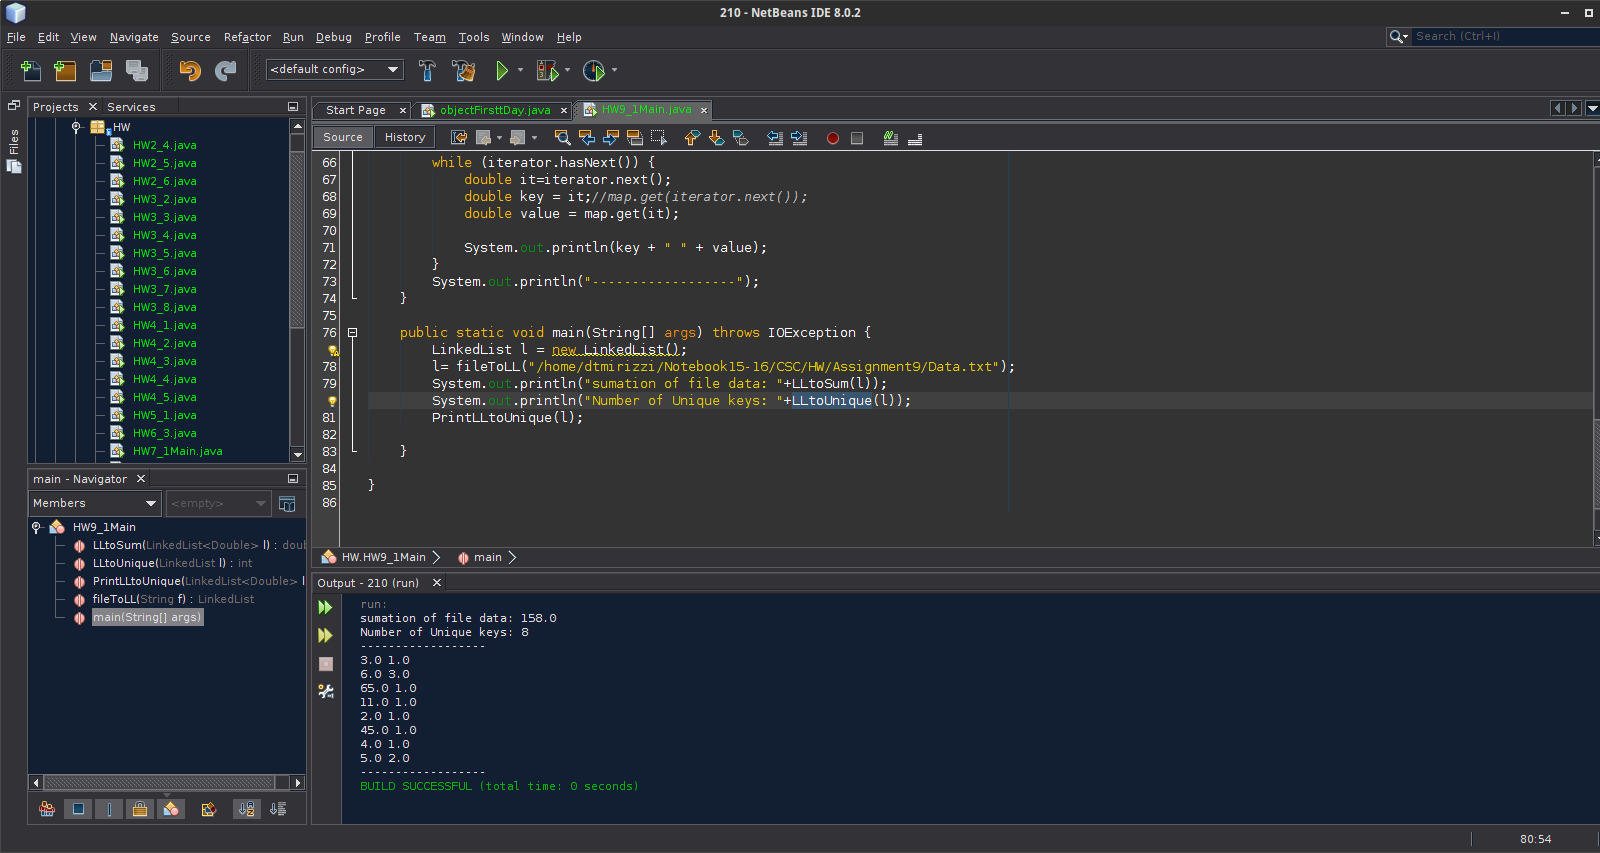 210 - NetBeans IDE 8.0.2
File Edit View Navigate Source Refactor Run Debug Profile Team Tools Window Help
Search (Ctrl+I)
<default config>
Projects Services
Files
HW
HW2_4.java
HW2_5.java
HW2_6.java
HW3_2.java
HW3_3.java
HW3_4.java
HW3_5.java
HW3_6.java
HW3_7.java
HW3_8.java
HW4_1.java
HW4_2.java
HW4_3.java
HW4_4.java
HW4_5.java
HW5_1.java
HW6_3.java
HW7_1Main.java
main - Navigator
Members <empty>
HW9_1Main
LLtoSum(LinkedList<Double> l) : doub
LLtoUnique(LinkedList l) : int
PrintLLtoUnique(LinkedList<Double> l
fileToLL(String f) : LinkedList
main(String[] args)
Start Page objectFirsttDay.java HW9_1Main.java
Source History
66 while (iterator.hasNext()) {
67 double it=iterator.next();
68 double key = it;//map.get(iterator.next());
69 double value = map.get(it);
70
71 System.out.println(key + " " + value);
72 }
73 System.out.println("------------------");
74 }
75
76 public static void main(String[] args) throws IOException {
LinkedList l = new LinkedList();
78 l= fileToLL("/home/dtmirizzi/Notebook15-16/CSC/HW/Assignment9/Data.txt");
79 System.out.println("sumation of file data: "+LLtoSum(l));
System.out.println("Number of Unique keys: "+LLtoUnique(l));
81 PrintLLtoUnique(l);
82
83 }
84
85 }
86
HW.HW9_1Main main
Output - 210 (run)
run:
sumation of file data: 158.0
Number of Unique keys: 8
------------------
3.0 1.0
6.0 3.0
65.0 1.0
11.0 1.0
2.0 1.0
45.0 1.0
4.0 1.0
5.0 2.0
------------------
BUILD SUCCESSFUL (total time: 0 seconds)
80:54